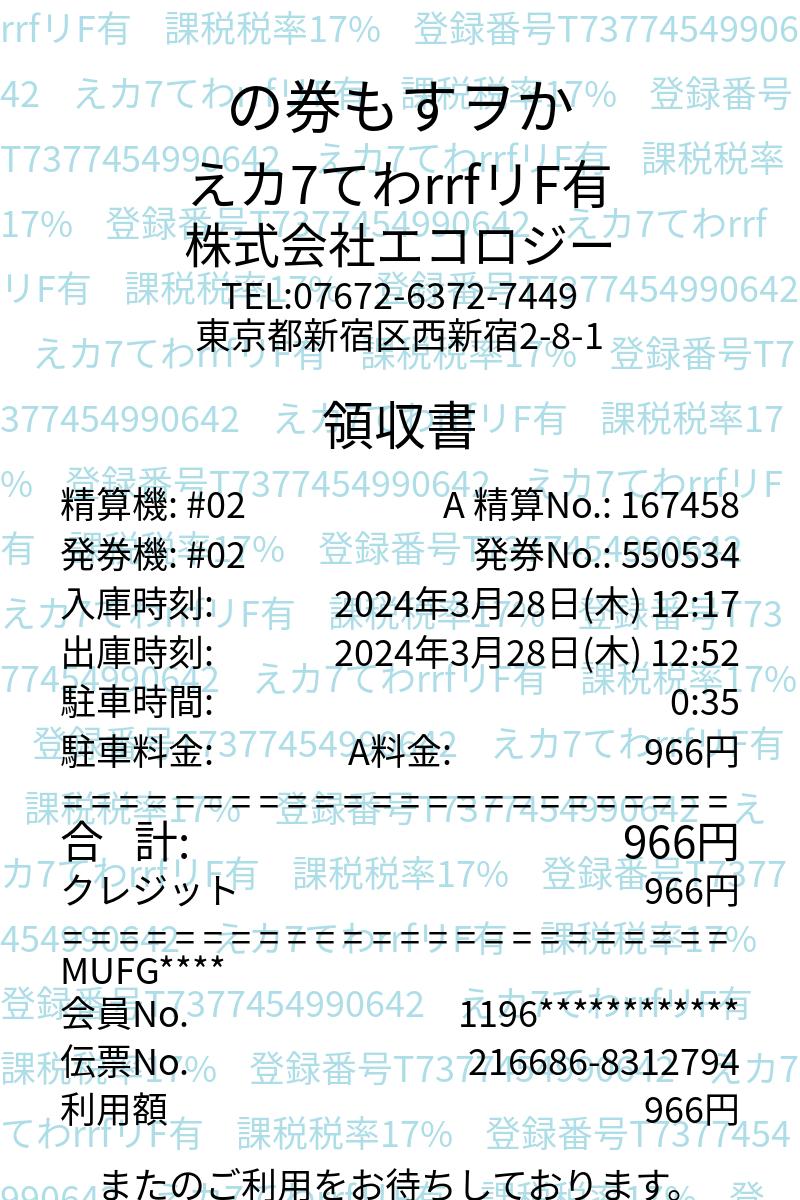 の券もすヲか
えカ7てわrrfリF有
株式会社エコロジー
TEL:07672-6372-7449
東京都新宿区西新宿2-8-1
領収書
精算機: #02 A 精算No.: 167458
発券機: #02 発券No.: 550534
入庫時刻: 2024年3月28日(木) 12:17
出庫時刻: 2024年3月28日(木) 12:52
駐車時間: 0:35
駐車料金: A料金: 966円
========================
合 計: 966円
クレジット 966円
========================
MUFG****
会員No. 1196************
伝票No. 216686-8312794
利用額 966円
またのご利用をお待ちしております。
rrfリF有 課税税率17% 登録番号T73774549906
42 えカ7てわrrfリF有 課税税率17% 登録番号
T7377454990642 えカ7てわrrfリF有 課税税率
17% 登録番号T7377454990642 えカ7てわrrf
リF有 課税税率17% 登録番号T7377454990642
えカ7てわrrfリF有 課税税率17% 登録番号T7
377454990642 えカ7てわrrfリF有 課税税率17
% 登録番号T7377454990642 えカ7てわrrfリF
有 課税税率17% 登録番号T7377454990642
えカ7てわrrfリF有 課税税率17% 登録番号T73
77454990642 えカ7てわrrfリF有 課税税率17%
登録番号T7377454990642 えカ7てわrrfリF有
課税税率17% 登録番号T7377454990642 え
カ7てわrrfリF有 課税税率17% 登録番号T7377
454990642 えカ7てわrrfリF有 課税税率17%
登録番号T7377454990642 えカ7てわrrfリF有
課税税率17% 登録番号T7377454990642 えカ7
てわrrfリF有 課税税率17% 登録番号T7377454
990642 えカ7てわrrfリF有 課税税率17% 登